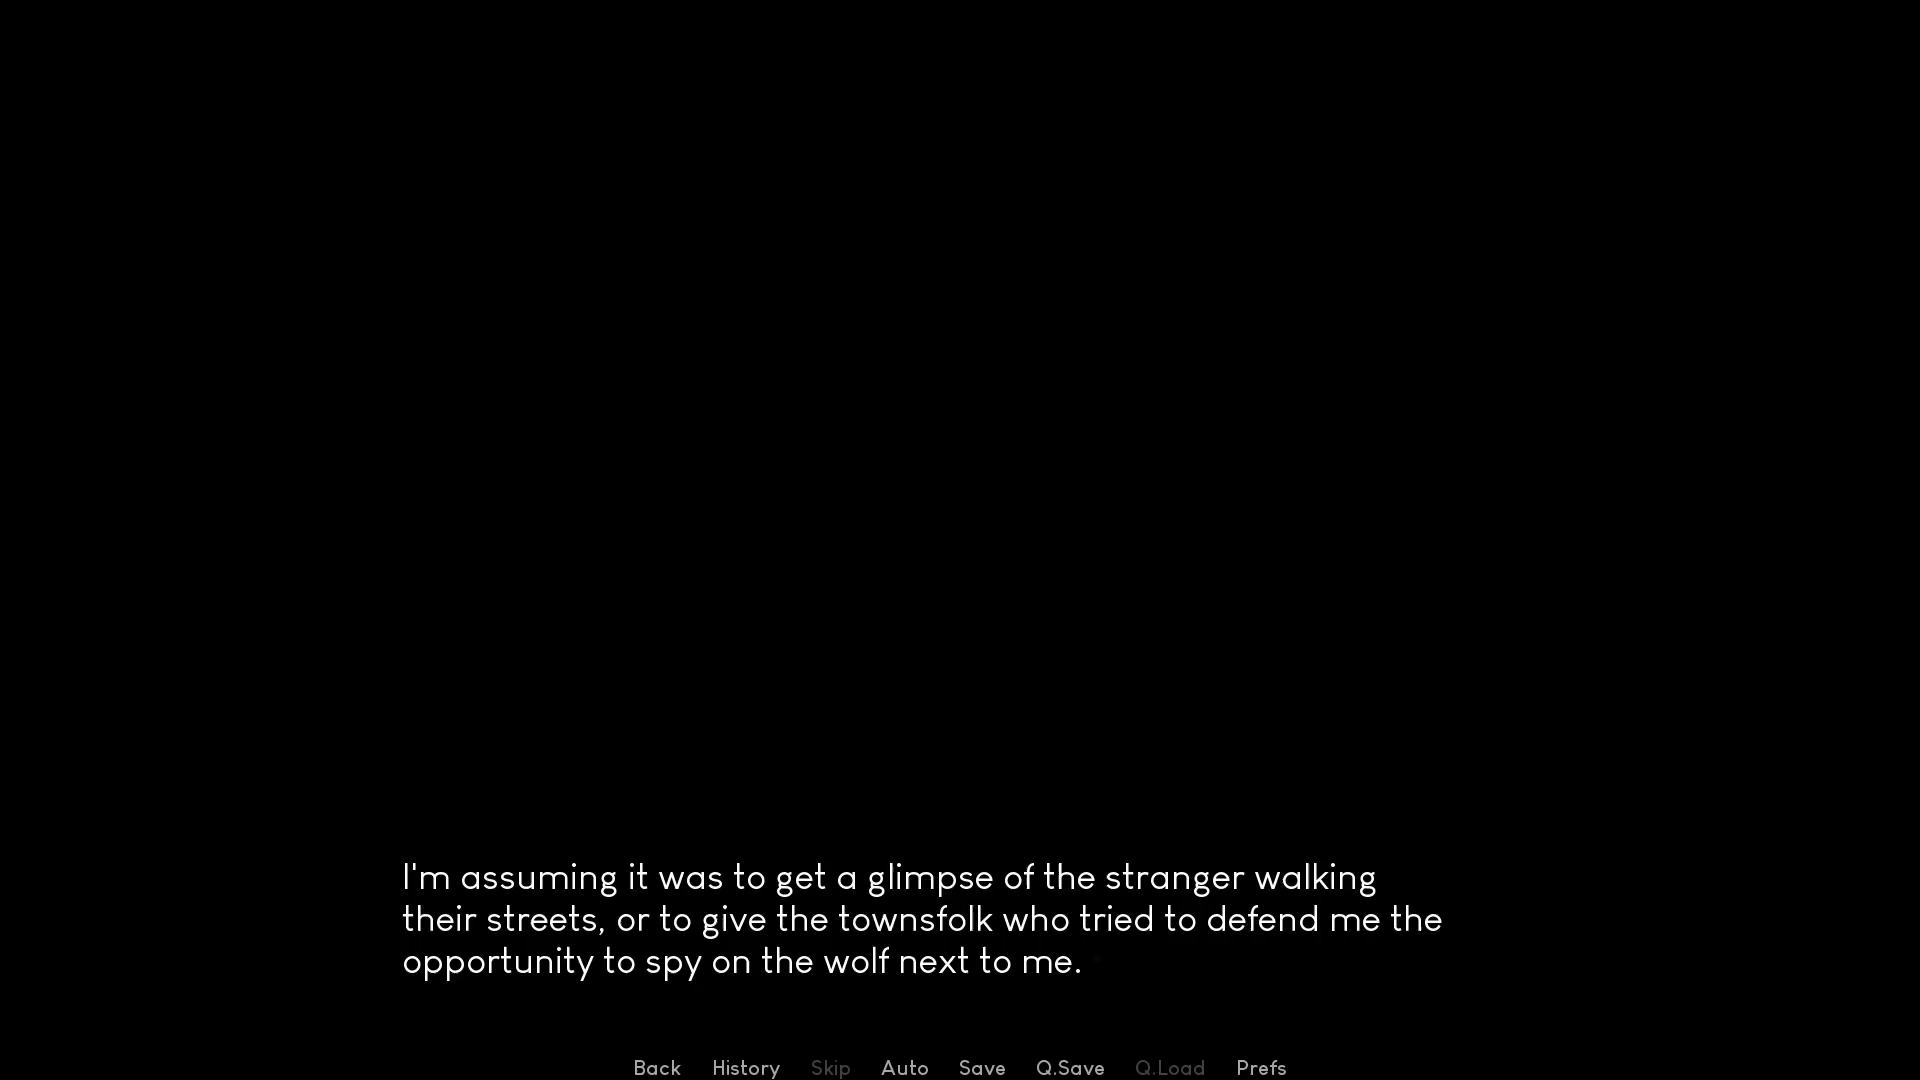 I'm assuming it was to get a glimpse of the stranger walking
their streets, or to give the townsfolk who tried to defend me the
opportunity to spy on the wolf next to me.
Back History Skip Auto Save Q.Save Q.Load Prefs